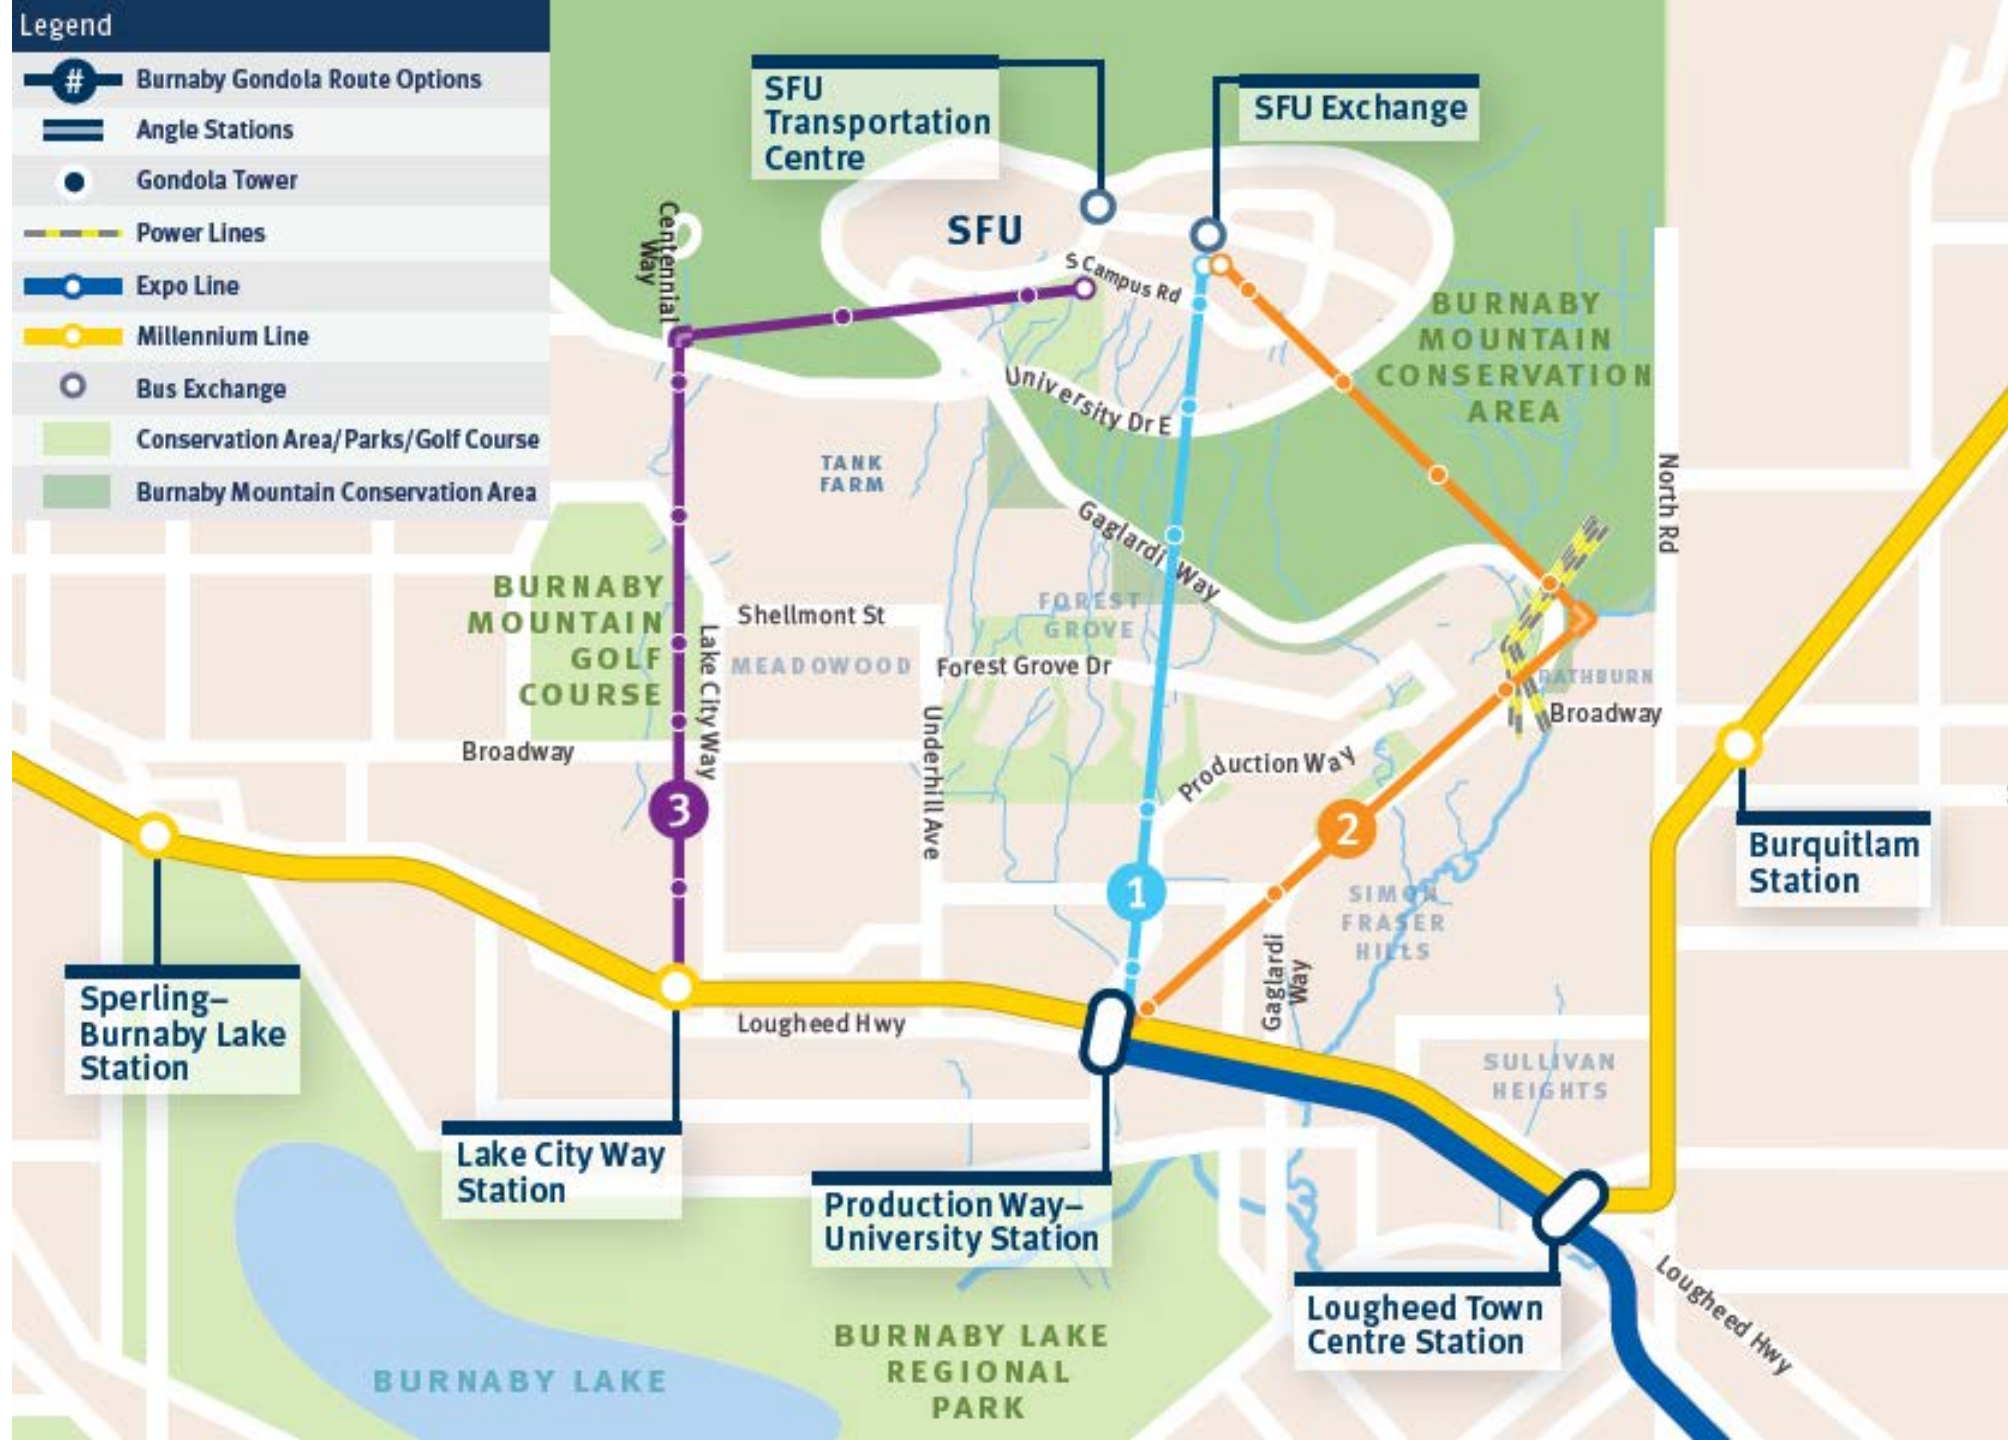 Legend
#
Burnaby Gondola Route Options
Angle Stations
Gondola Tower
Power Lines
Expo Line
Millennium Line
Bus Exchange
Conservation Area/Parks/Golf Course
Burnaby Mountain Conservation Area
SFU
Transportation
Centre
SFU Exchange
SFU
Centennial
Way
S Campus Rd
BURNABY
MOUNTAIN
CONSERVATION
AREA
University Dr E
TANK
FARM
North Rd
Gaglardi Way
BURNABY
MOUNTAIN
GOLF
COURSE
Shellmont St
FOREST
GROVE
MEADOWOOD
Forest Grove Dr
Lake City Way
RATHBURN
Broadway
Broadway
Underhill Ave
Production Way
3
2
1
Burquitlam
Station
SIMON
FRASER
HILLS
Gaglardi
Way
Sperling–
Burnaby Lake
Station
Lougheed Hwy
SULLIVAN
HEIGHTS
Lake City Way
Station
Production Way–
University Station
Lougheed Town
Centre Station
Lougheed Hwy
BURNABY LAKE
BURNABY LAKE
REGIONAL
PARK